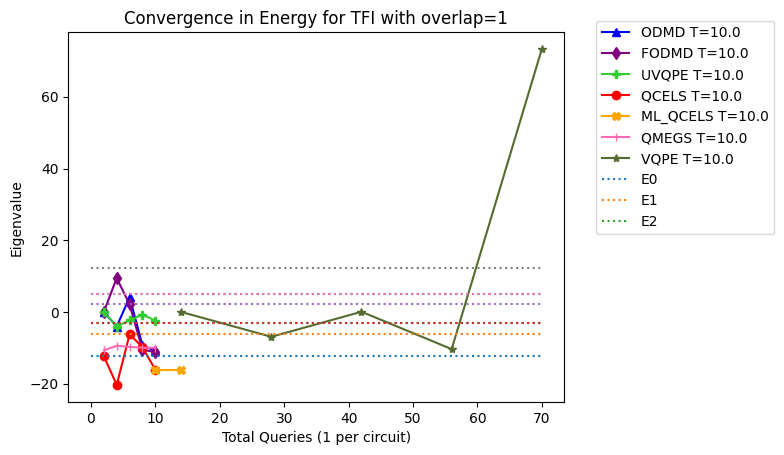 Convergence in Energy for TFI with overlap=1
Eigenvalue
60
40
20
0
−20
0 10 20 30 40 50 60 70
Total Queries (1 per circuit)
ODMD T=10.0
FODMD T=10.0
UVQPE T=10.0
QCELS T=10.0
ML_QCELS T=10.0
QMEGS T=10.0
VQPE T=10.0
E0
E1
E2